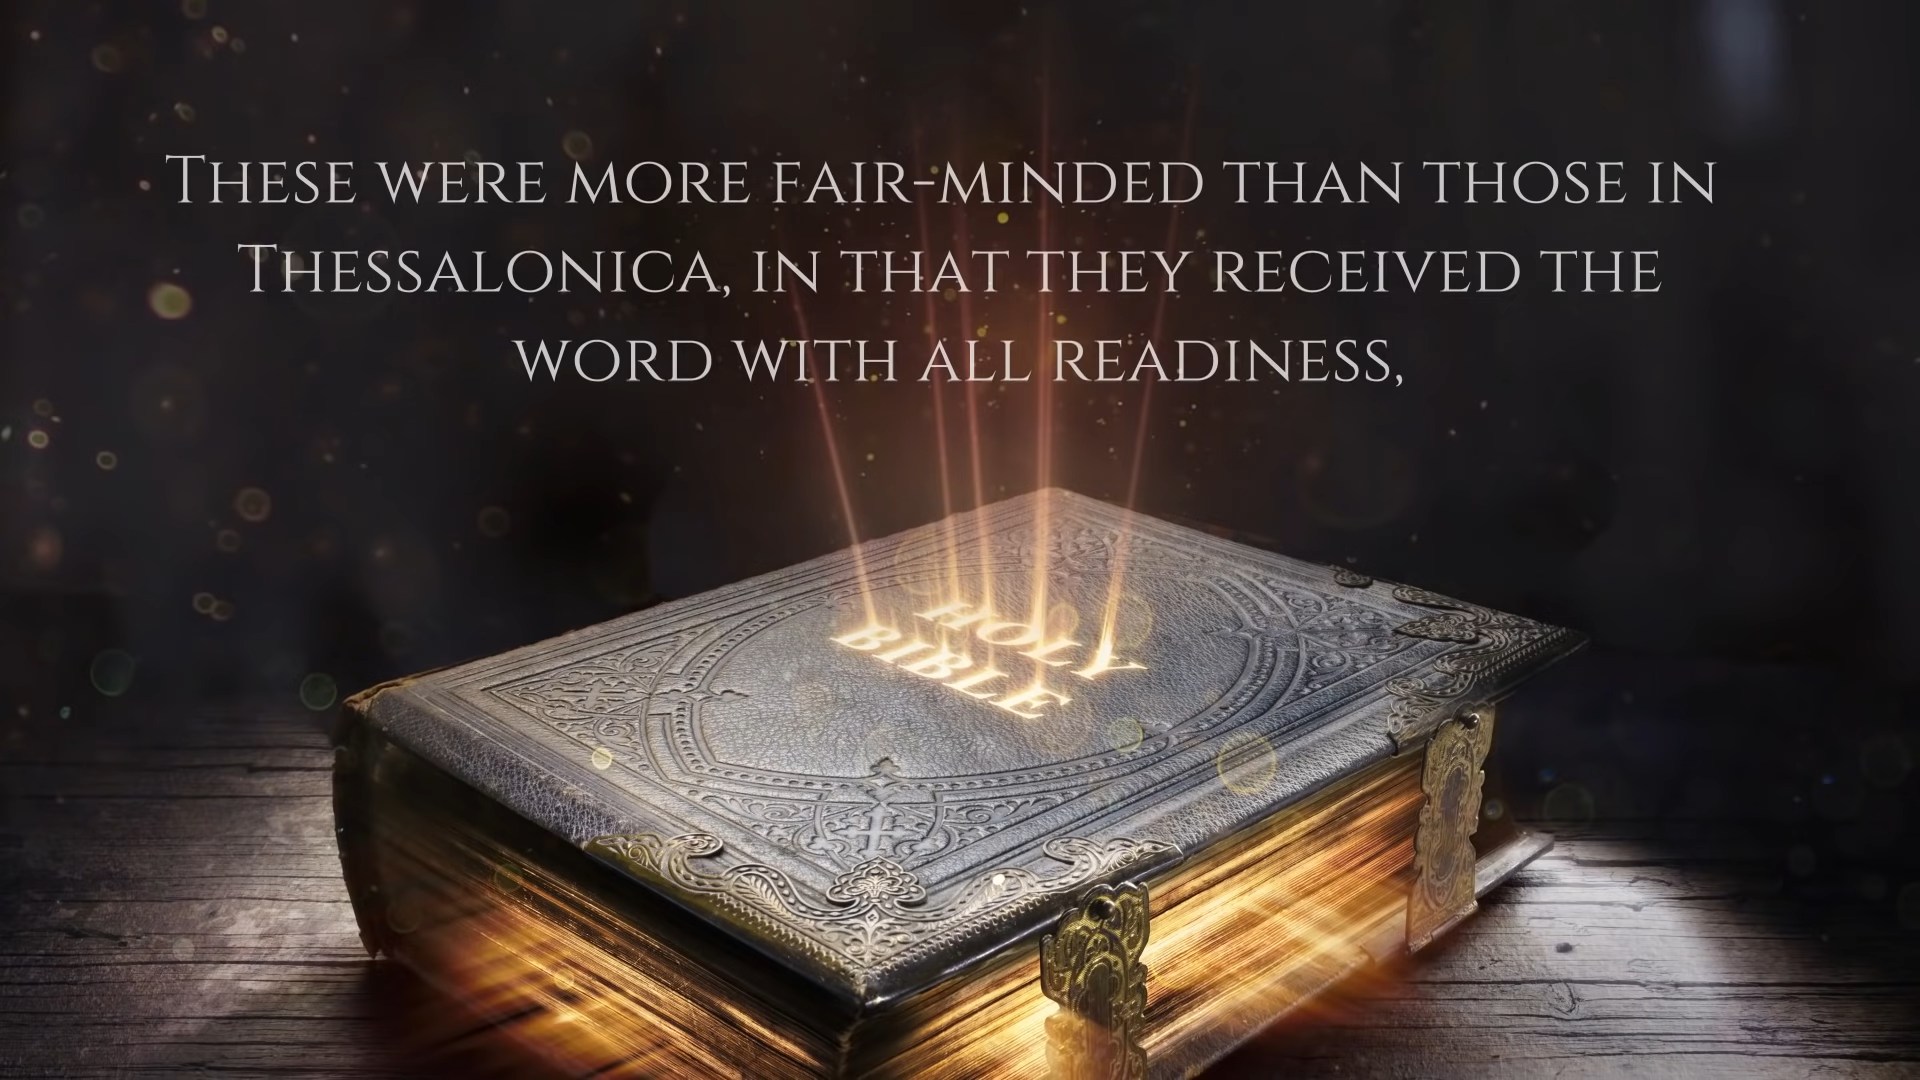 These were more fair-minded than those in
Thessalonica, in that they received the
word with all readiness,
HOLY
BIBLE